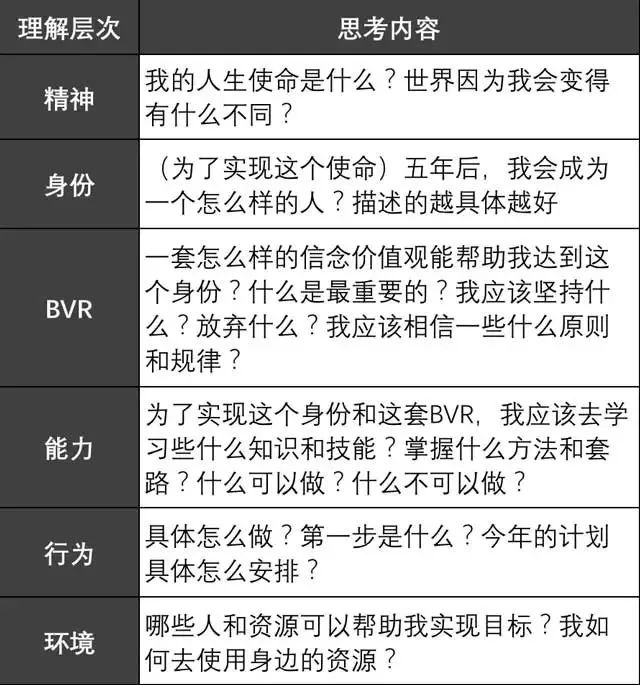 理解层次
思考内容
精神
我的人生使命是什么？世界因为我会变得
有什么不同？
身份
（为了实现这个使命）五年后，我会成为
一个怎么样的人？描述的越具体越好
BVR
一套怎么样的信念价值观能帮助我达到这
个身份？什么是最重要的？我应该坚持什
么？放弃什么？我应该相信一些什么原则
和规律？
能力
为了实现这个身份和这套BVR，我应该去学
习些什么知识和技能？掌握什么方法和套
路？什么可以做？什么不可以做？
行为
具体怎么做？第一步是什么？今年的计划
具体怎么安排？
环境
哪些人和资源可以帮助我实现目标？我如
何去使用身边的资源？